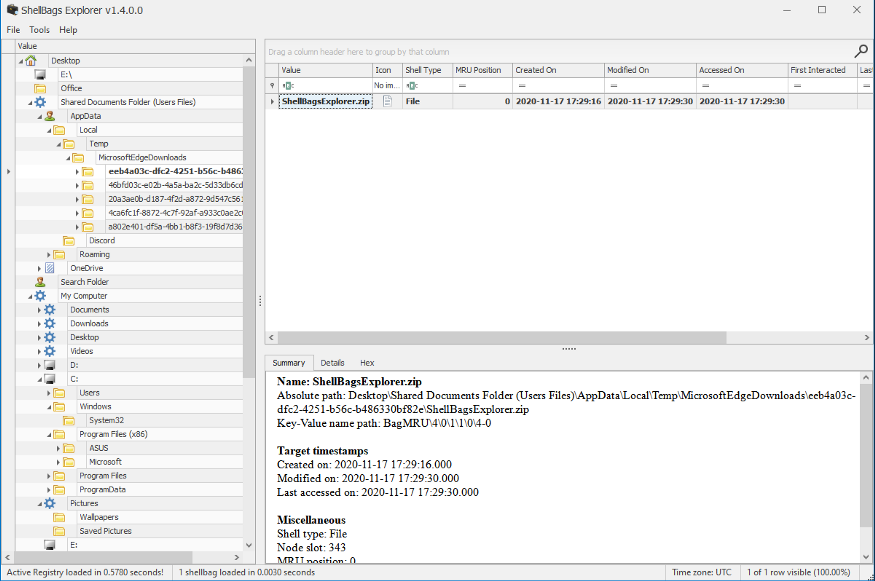 ShellBags Explorer v1.4.0.0
File Tools Help
Value
Desktop
E:\
Office
Shared Documents Folder (Users Files)
AppData
Local
Temp
MicrosoftEdgeDownloads
eeb4a03c-dfc2-4251-b56c-b486
46bfd03c-e02b-4a5a-ba2c-5d33db6cd
20a3ae0b-d187-4f2d-a872-9d547c561
4ca6fc1f-8872-4c7f-92af-a933c0ae2c
a802e401-df5a-4bb1-b8f3-19f8d7d36
Discord
Roaming
OneDrive
Search Folder
My Computer
Documents
Downloads
Desktop
Videos
D:
C:
Users
Windows
System32
Program Files (x86)
ASUS
Microsoft
Program Files
ProgramData
Pictures
Wallpapers
Saved Pictures
E:
Drag a column header here to group by that column
Value Icon Shell Type MRU Position Created On Modified On Accessed On First Interacted Last
No im... = = = = =
ShellBagsExplorer.zip File 0 2020-11-17 17:29:16 2020-11-17 17:29:30 2020-11-17 17:29:30
Summary Details Hex
Name: ShellBagsExplorer.zip
Absolute path: Desktop\Shared Documents Folder (Users Files)\AppData\Local\Temp\MicrosoftEdgeDownloads\eeb4a03c-
dfc2-4251-b56c-b486330bf82e\ShellBagsExplorer.zip
Key-Value name path: BagMRU\4\0\1\1\0\4-0
Target timestamps
Created on: 2020-11-17 17:29:16.000
Modified on: 2020-11-17 17:29:30.000
Last accessed on: 2020-11-17 17:29:30.000
Miscellaneous
Shell type: File
Node slot: 343
MRU position: 0
Active Registry loaded in 0.5780 seconds! 1 shellbag loaded in 0.0030 seconds Time zone: UTC 1 of 1 row visible (100.00%)